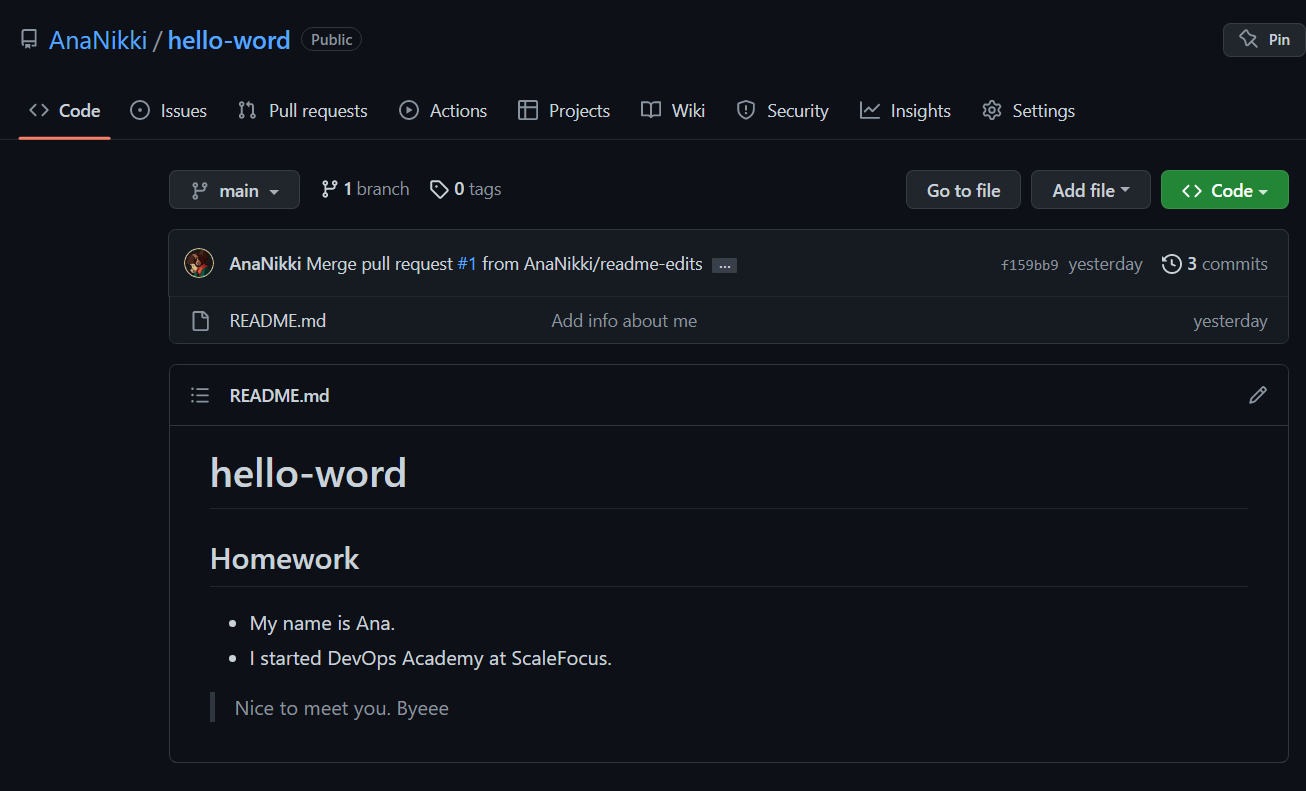 AnaNikki / hello-word Public Pin
Code Issues Pull requests Actions Projects Wiki Security Insights Settings
main 1 branch 0 tags Go to file Add file Code
AnaNikki Merge pull request #1 from AnaNikki/readme-edits ... f159bb9 yesterday 3 commits
README.md Add info about me yesterday
README.md
hello-word
Homework
• My name is Ana.
• I started DevOps Academy at ScaleFocus.
Nice to meet you. Byeee